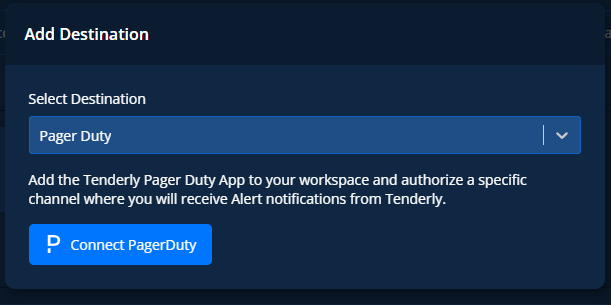 Add Destination
Select Destination
Pager Duty
Add the Tenderly Pager Duty App to your workspace and authorize a specific
channel where you will receive Alert notifications from Tenderly.
Connect PagerDuty